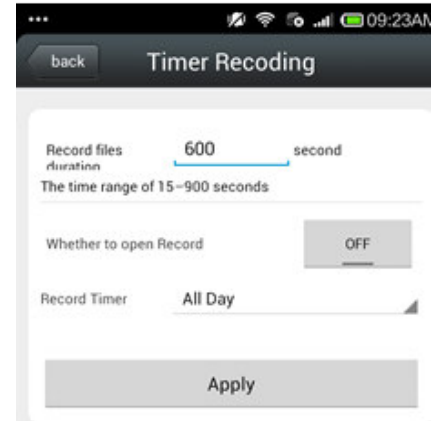 ... 09:23AM
back Timer Recoding
Record files 600 second
duration
The time range of 15-900 seconds
Whether to open Record OFF
Record Timer All Day
Apply